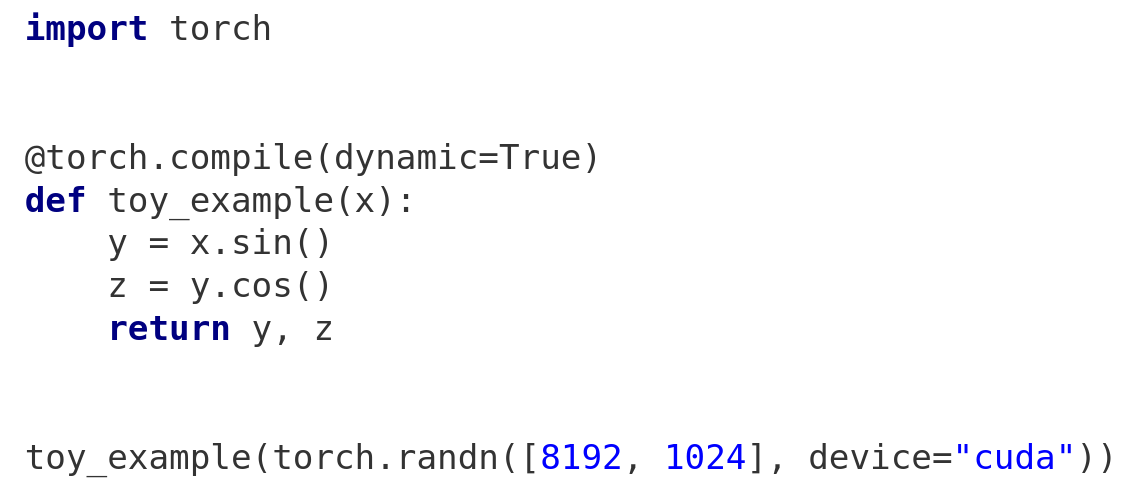 import torch
@torch.compile(dynamic=True)
def toy_example(x):
    y = x.sin()
    z = y.cos()
    return y, z
toy_example(torch.randn([8192, 1024], device="cuda"))